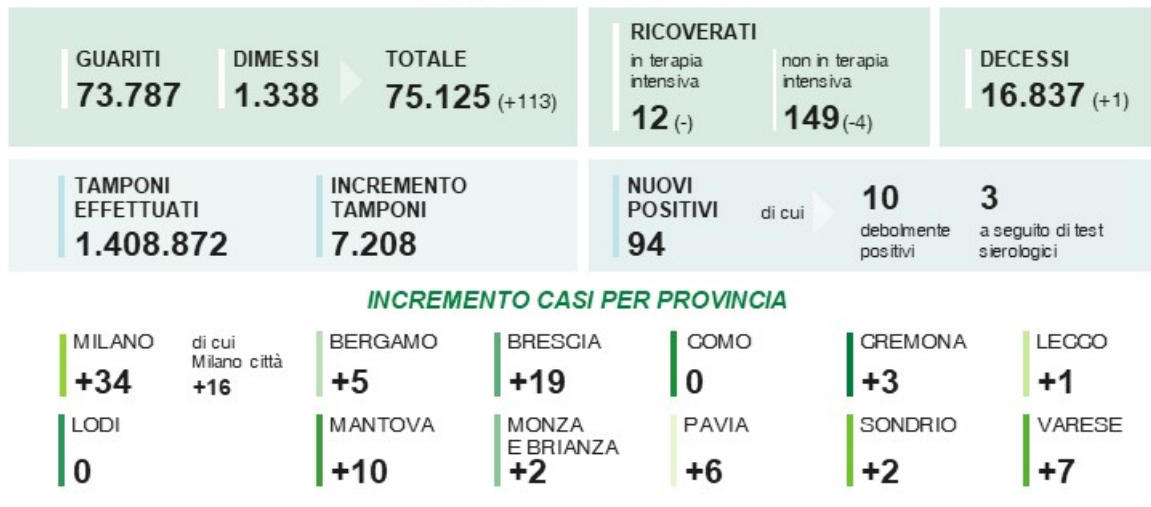 GUARITI
73.787
DIMESSI
1.338
TOTALE
75.125 (+113)
RICOVERATI
in terapia
intensiva
12 (-)
non in terapia
intensiva
149 (-4)
DECESSI
16.837 (+1)
TAMPONI
EFFETTUATI
1.408.872
INCREMENTO
TAMPONI
7.208
NUOVI
POSITIVI
94
di cui
10
debolmente
positivi
3
a seguito di test
sierologici
INCREMENTO CASI PER PROVINCIA
MILANO
+34
di cui
Milano città
+16
BERGAMO
+5
BRESCIA
+19
COMO
0
CREMONA
+3
LECCO
+1
LODI
0
MANTOVA
+10
MONZA
E BRIANZA
+2
PAVIA
+6
SONDRIO
+2
VARESE
+7